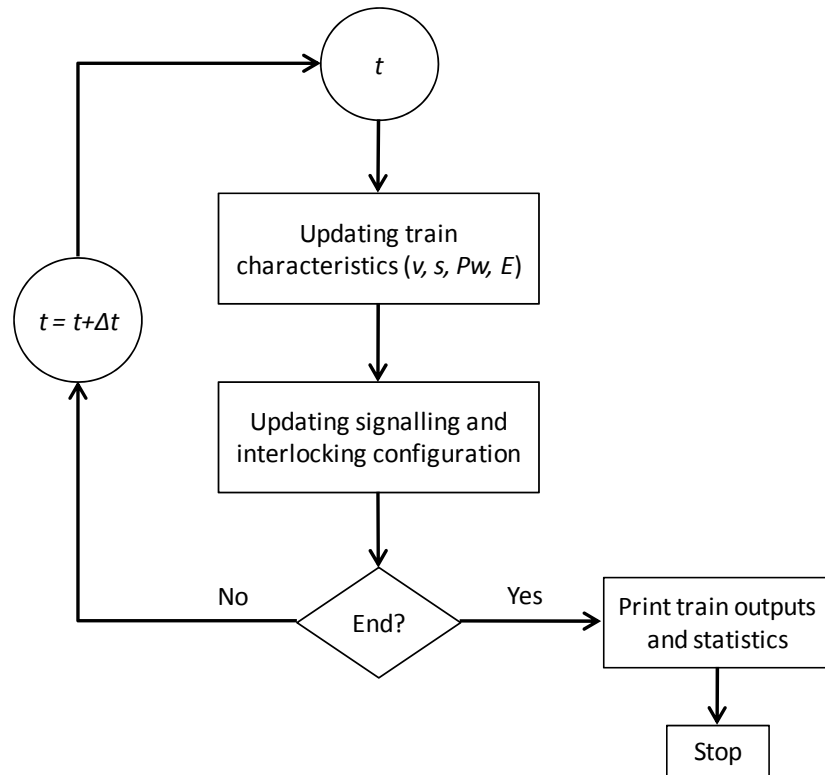 t
Updating train
characteristics (v, s, Pw, E)
t = t+Δt
Updating signalling and
interlocking configuration
No
End?
Yes
Print train outputs
and statistics
Stop